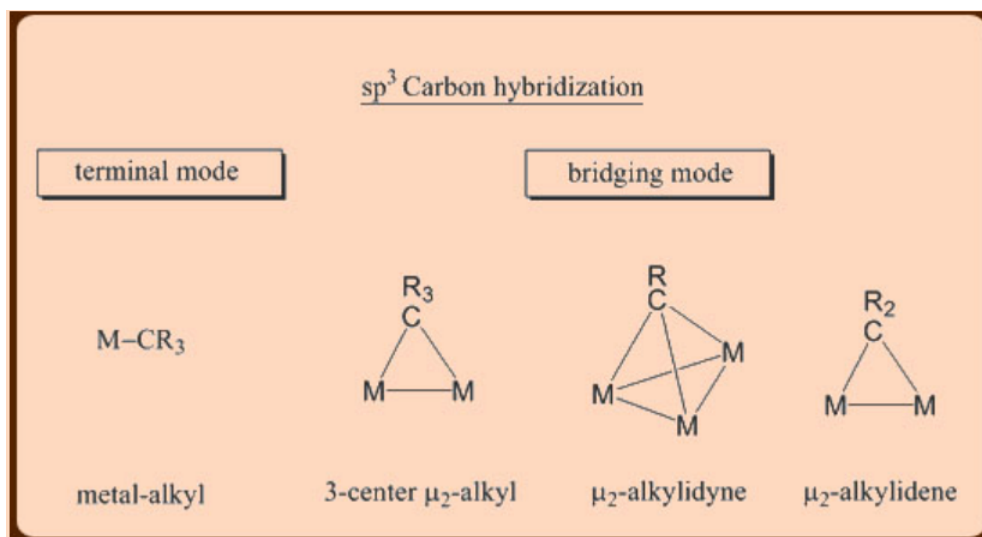 sp³ Carbon hybridization
terminal mode
bridging mode
M–CR₃
R₃
C
M M
R
C
M
M
M
R₂
C
M M
metal-alkyl
3-center μ₂-alkyl
μ₂-alkylidyne
μ₂-alkylidene